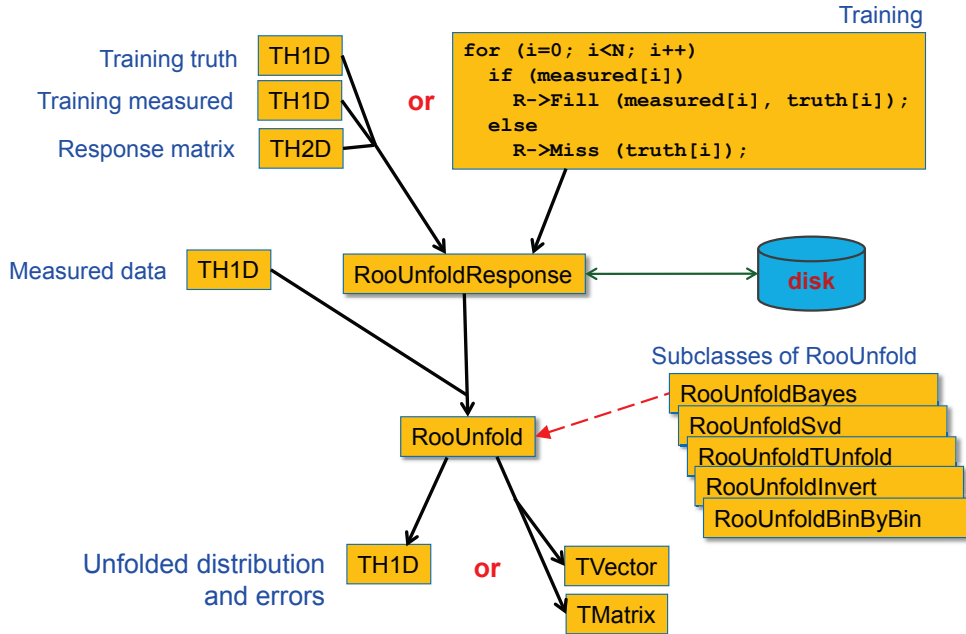 Training
Training truth
TH1D
Training measured
TH1D
Response matrix
TH2D
or
for (i=0; i<N; i++)
if (measured[i])
R->Fill (measured[i], truth[i]);
else
R->Miss (truth[i]);
Measured data
TH1D
RooUnfoldResponse
disk
Subclasses of RooUnfold
RooUnfoldBayes
RooUnfoldSvd
RooUnfoldTUnfold
RooUnfoldInvert
RooUnfoldBinByBin
RooUnfold
Unfolded distribution
and errors
TH1D
or
TVector
TMatrix